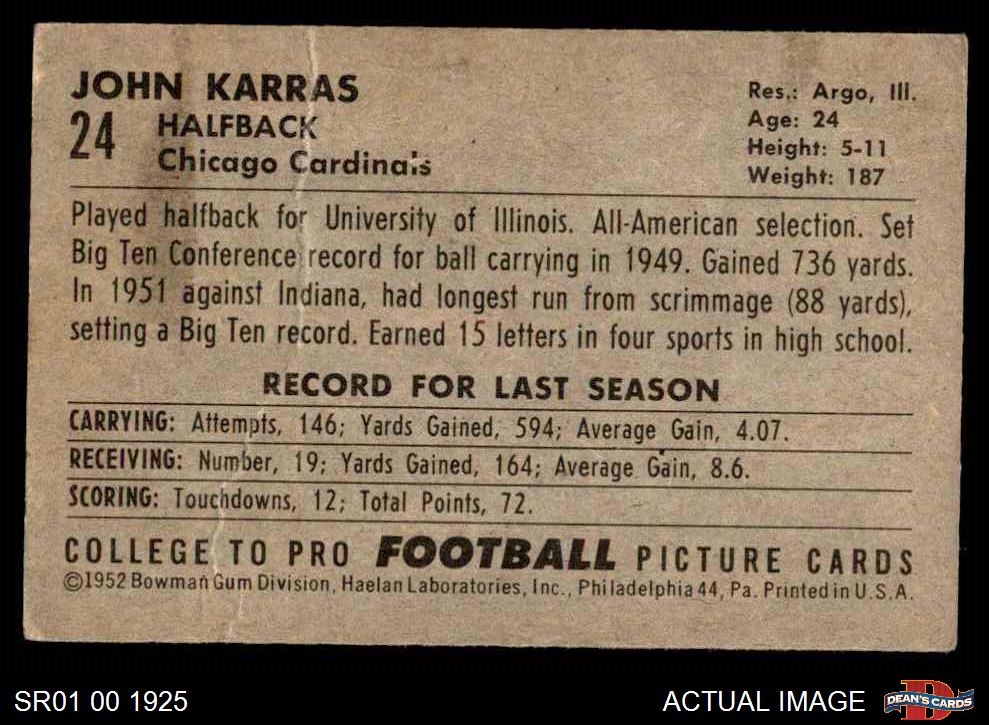 JOHN KARRAS
24 HALFBACK
Chicago Cardinals
Res.: Argo, Ill.
Age: 24
Height: 5-11
Weight: 187
Played halfback for University of Illinois. All-American selection. Set
Big Ten Conference record for ball carrying in 1949. Gained 736 yards.
In 1951 against Indiana, had longest run from scrimmage (88 yards),
setting a Big Ten record. Earned 15 letters in four sports in high school.
RECORD FOR LAST SEASON
CARRYING: Attempts, 146; Yards Gained, 594; Average Gain, 4.07.
RECEIVING: Number, 19; Yards Gained, 164; Average Gain, 8.6.
SCORING: Touchdowns, 12; Total Points, 72.
COLLEGE TO PRO FOOTBALL PICTURE CARDS
©1952 Bowman Gum Division, Haelan Laboratories, Inc., Philadelphia 44, Pa. Printed in U.S.A.
SR01 00 1925
ACTUAL IMAGE
DEAN'S CARDS